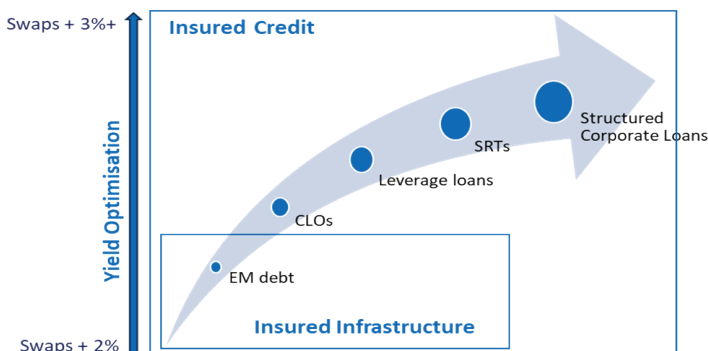 Swaps + 3%+
Insured Credit
Structured
Corporate Loans
SRTs
Leverage loans
CLOs
EM debt
Insured Infrastructure
Yield Optimisation
Swaps + 2%